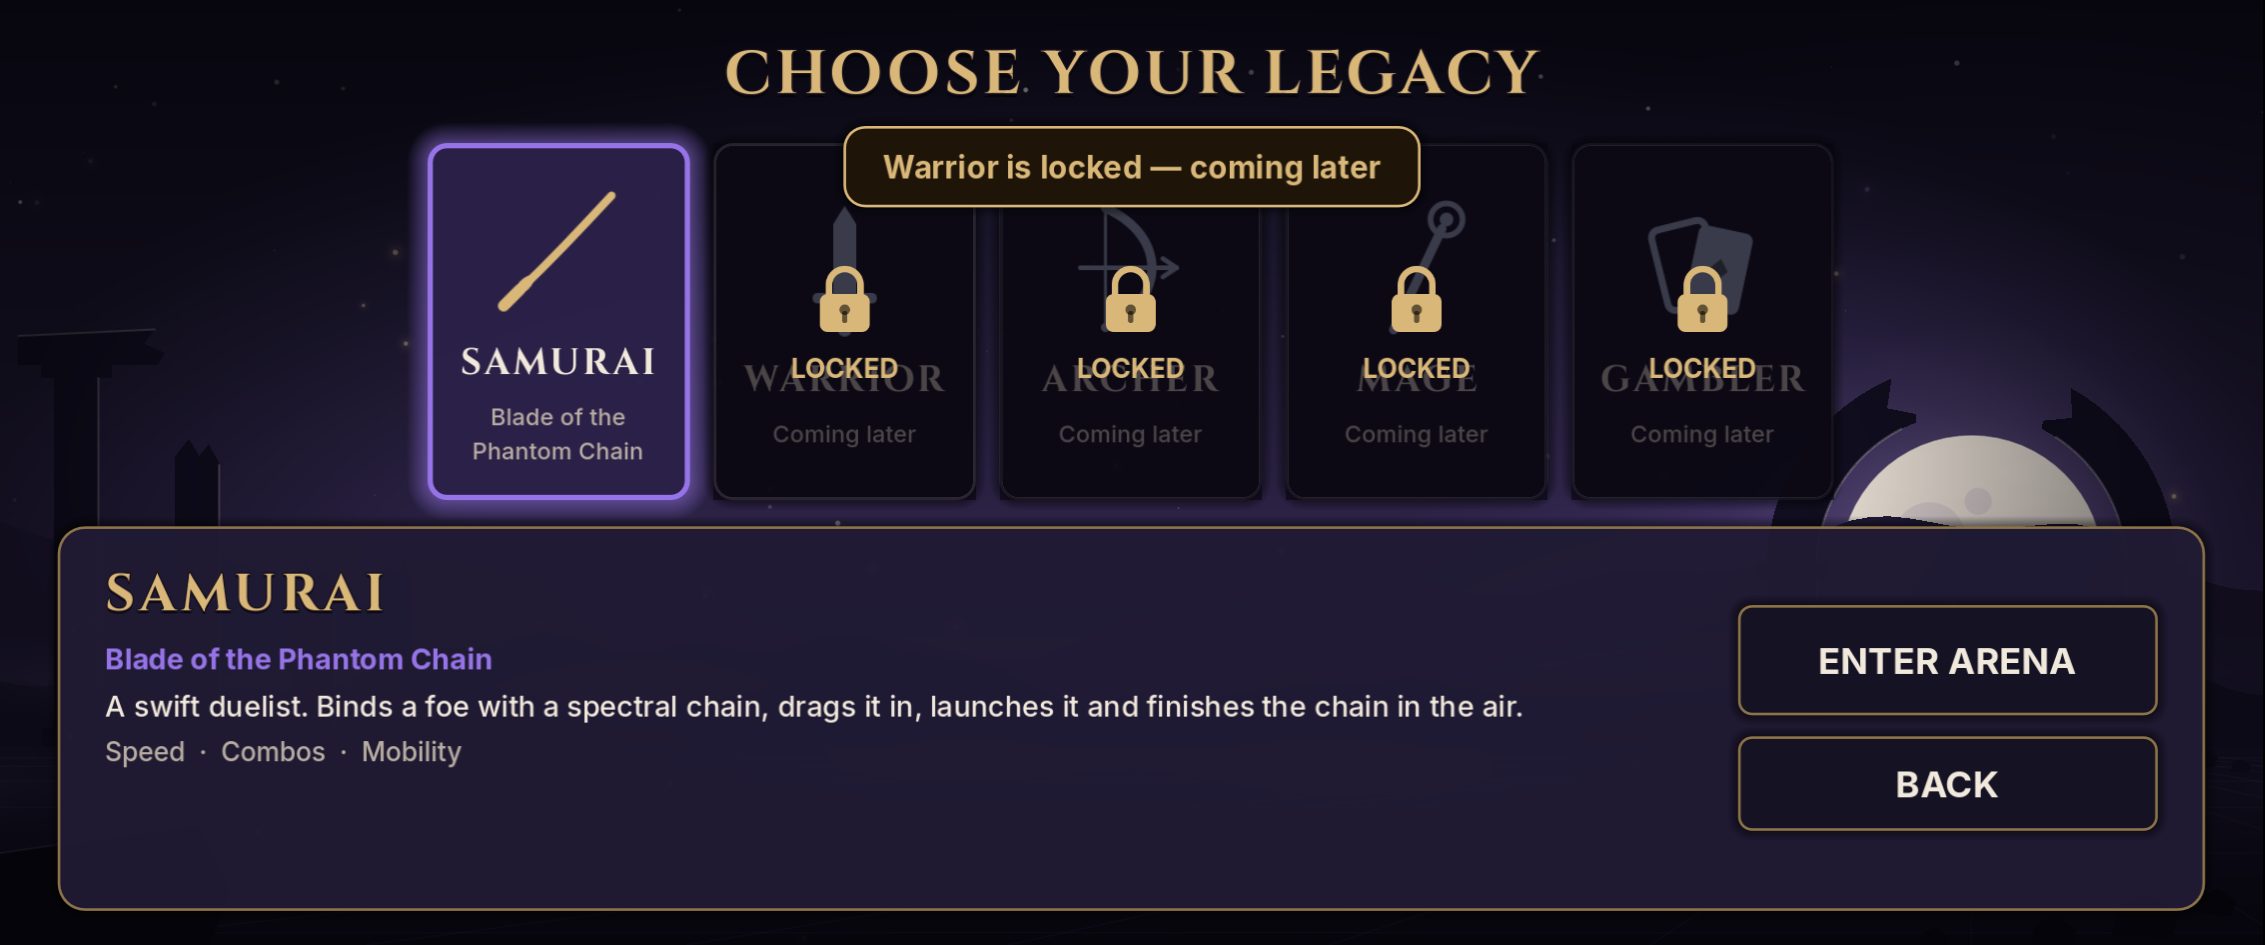 CHOOSE YOUR LEGACY
Warrior is locked — coming later
SAMURAI
Blade of the
Phantom Chain
LOCKED
WARRIOR
Coming later
LOCKED
ARCHER
Coming later
LOCKED
MAGE
Coming later
LOCKED
GAMBLER
Coming later
SAMURAI
Blade of the Phantom Chain
A swift duelist. Binds a foe with a spectral chain, drags it in, launches it and finishes the chain in the air.
Speed · Combos · Mobility
ENTER ARENA
BACK